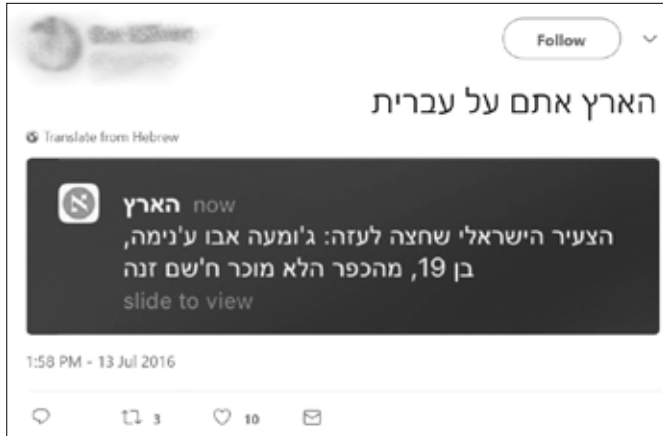 Follow
הארץ אתם על עברית
Translate from Hebrew
הארץ now
הצעיר הישראלי שחצה לעזה: ג'ומעה אבו ע'נימה,
בן 19, מהכפר הלא מוכר ח'שם זנה
slide to view
1:58 PM - 13 Jul 2016
3 10